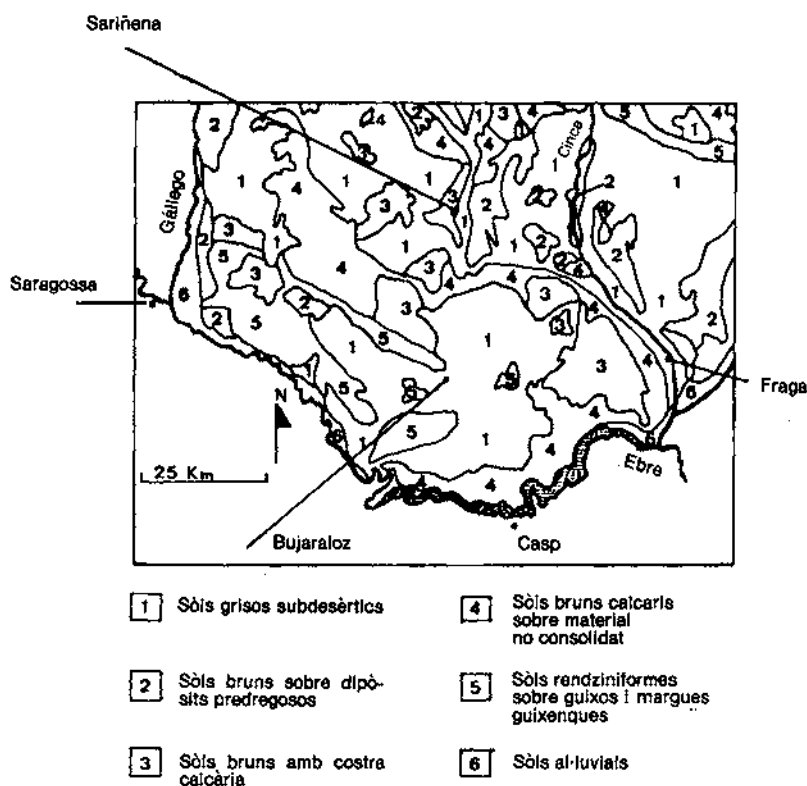 Sariñena
Gállego
Cinca
Saragossa
Fraga
N
25 Km
Ebre
Bujaraloz
Casp
1 Sòls grisos subdesèrtics
2 Sòls bruns sobre dipò-
sits predregosos
3 Sòls bruns amb costra
calcària
4 Sòls bruns calcaris
sobre material
no consolidat
5 Sòls rendziniformes
sobre guixos i margues
guixenques
6 Sòls al·luvials